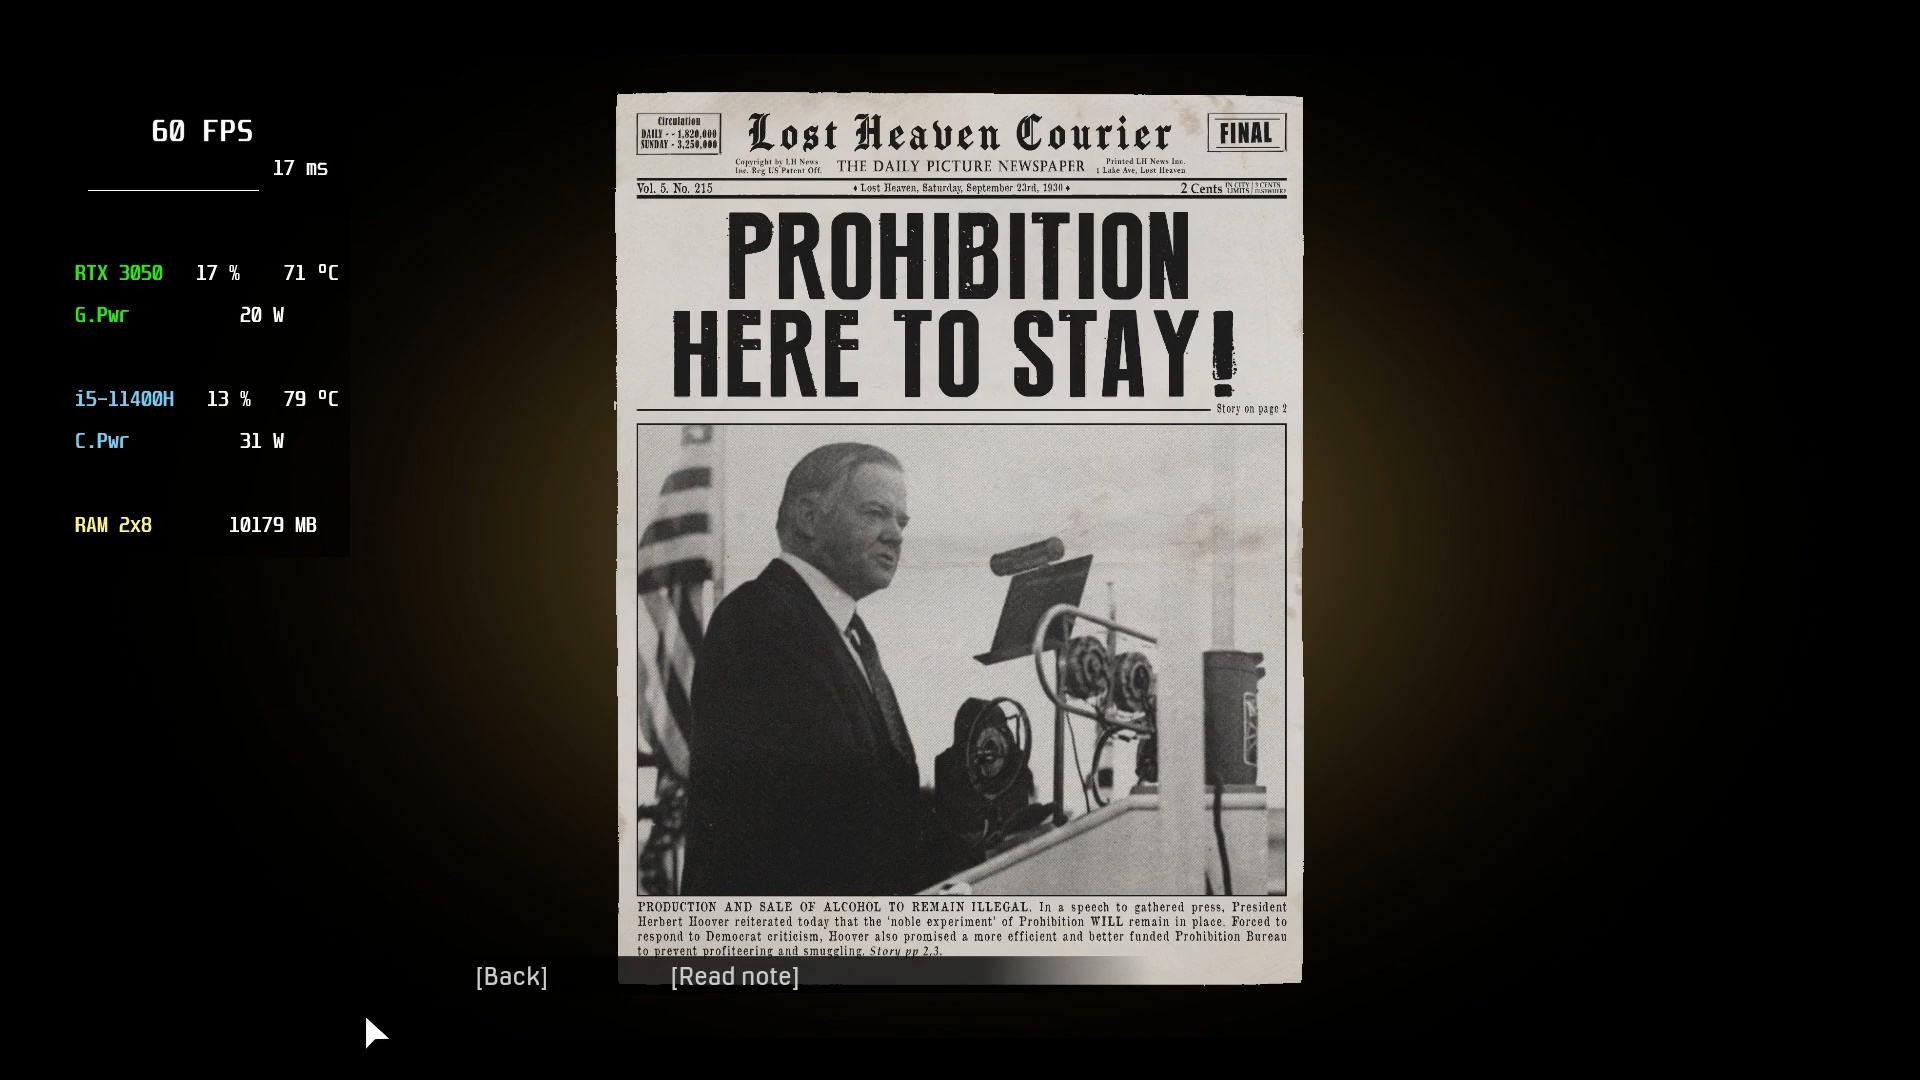 60 FPS
17 ms
RTX 3050 17 % 71 °C
G.Pwr 20 W
i5-11400H 13 % 79 °C
C.Pwr 31 W
RAM 2x8 10179 MB
Circulation
DAILY - - 1,820,000
SUNDAY - 3,250,000
Lost Heaven Courier
FINAL
Copyright by LH News
Inc. Reg US Patent Off.
THE DAILY PICTURE NEWSPAPER
Printed LH News Inc.
1 Lake Ave, Lost Heaven
Vol. 5. No. 215
♦ Lost Heaven, Saturday, September 23rd, 1930 ♦
2 Cents IN CITY LIMITS | 3 CENTS ELSEWHERE
PROHIBITION
HERE TO STAY!
Story on page 2
PRODUCTION AND SALE OF ALCOHOL TO REMAIN ILLEGAL. In a speech to gathered press, President
Herbert Hoover reiterated today that the 'noble experiment' of Prohibition WILL remain in place. Forced to
respond to Democrat criticism, Hoover also promised a more efficient and better funded Prohibition Bureau
to prevent profiteering and smuggling. Story pp 2,3.
[Back] [Read note]